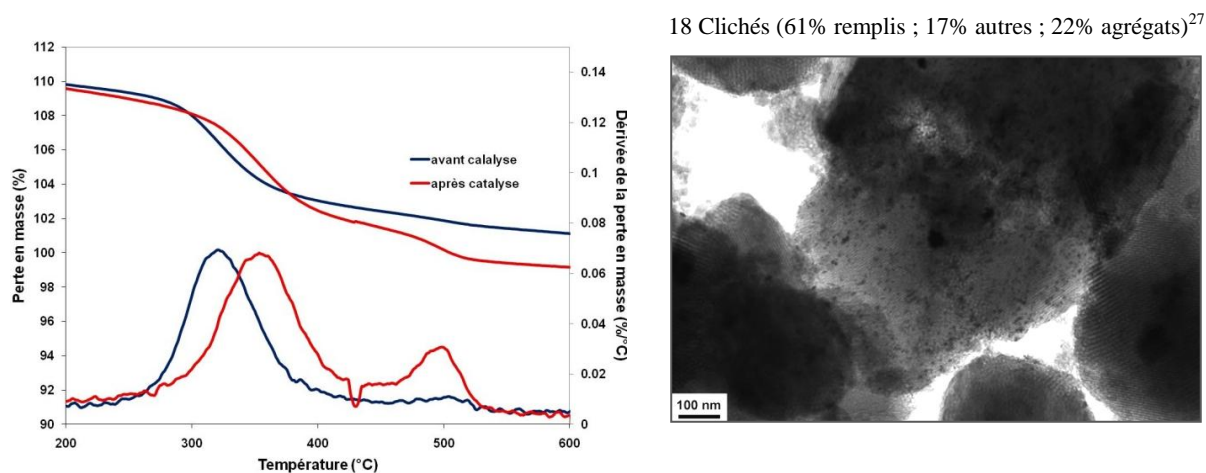 18 Clichés (61% remplis ; 17% autres ; 22% agrégats)27
112
110
108
106
104
102
100
98
96
94
92
90
Perte en masse (%)
0.14
0.12
0.1
0.08
0.06
0.04
0.02
0
Dérivée de la perte en masse (%/°C)
avant calalyse
après catalyse
200 300 400 500 600
Température (°C)
100 nm